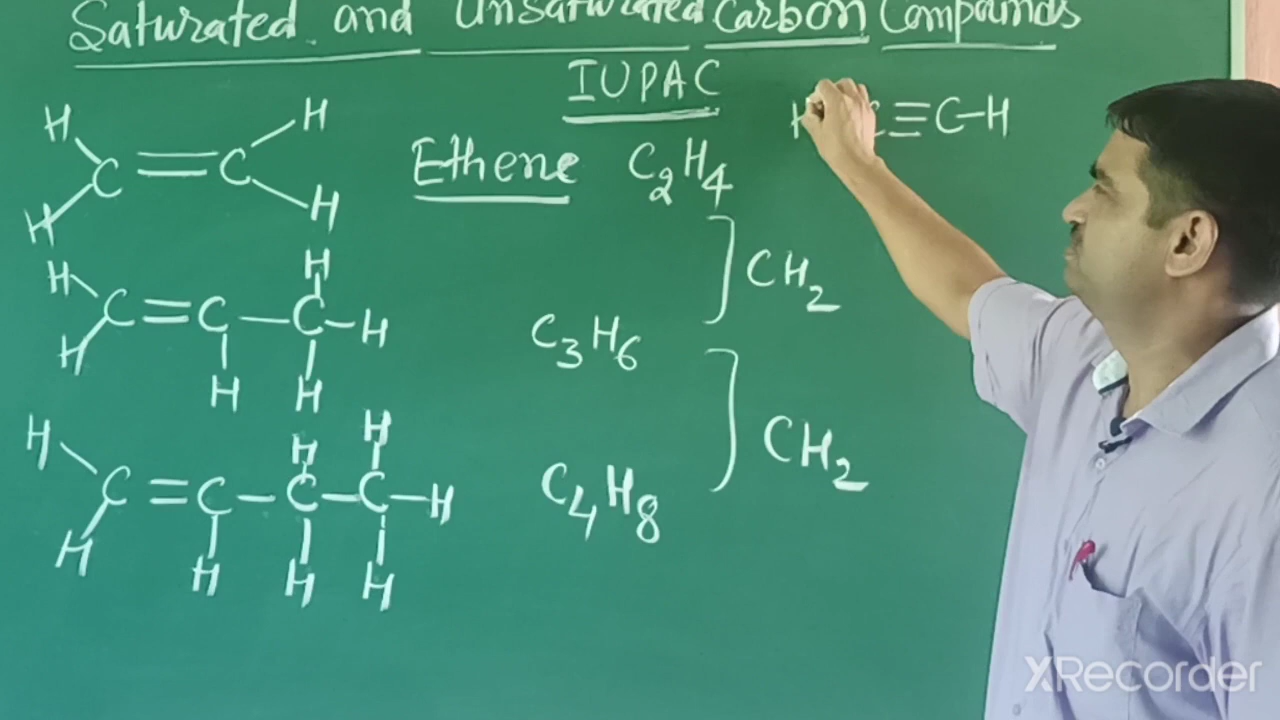 Saturated and Unsaturated Carbon Compounds
IUPAC
H H
C=C
H H
Ethene C2H4
H C≡C-H
CH2
H H
C=C-C-H
H H H
C3H6
CH2
H H H
C=C-C-C-H
H H H H
C4H8
XRecorder